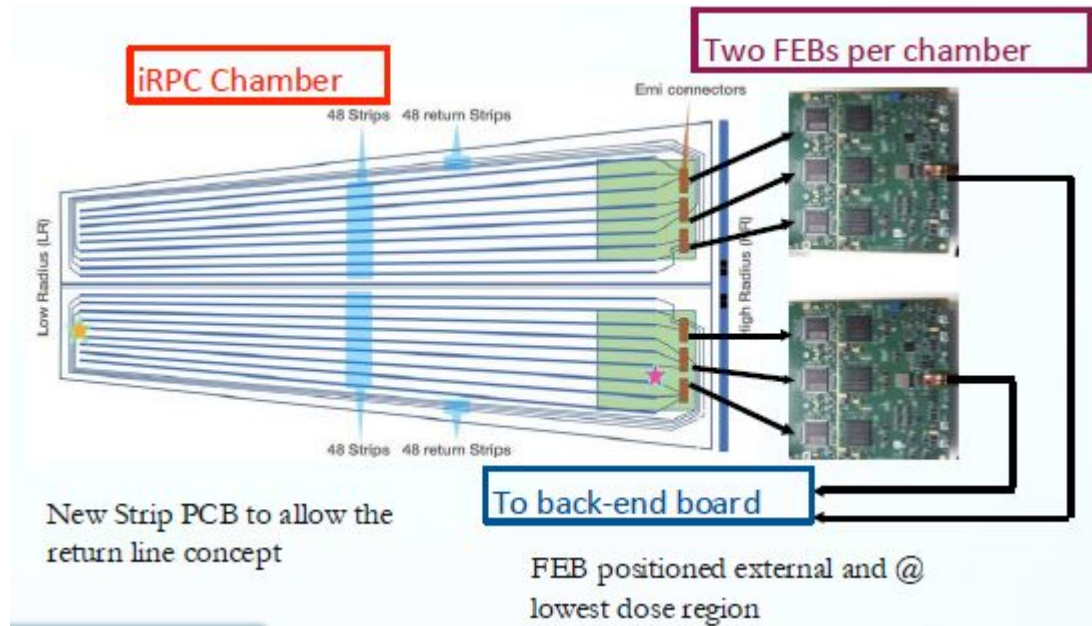 iRPC Chamber
Two FEBs per chamber
Emi connectors
48 Strips
48 return Strips
Low Radius (LR)
High Radius (HR)
48 Strips
48 return Strips
To back-end board
New Strip PCB to allow the
return line concept
FEB positioned external and @
lowest dose region